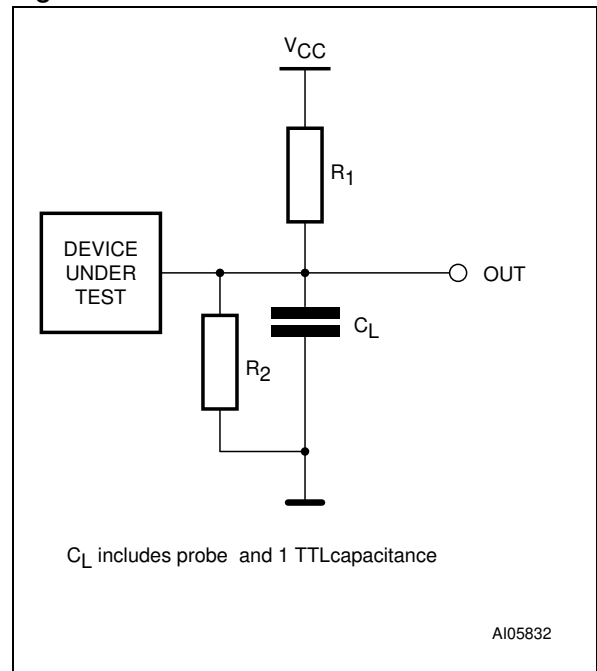 VCC
R1
DEVICE
UNDER
TEST
OUT
CL
R2
CL includes probe and 1 TTLcapacitance
AI05832